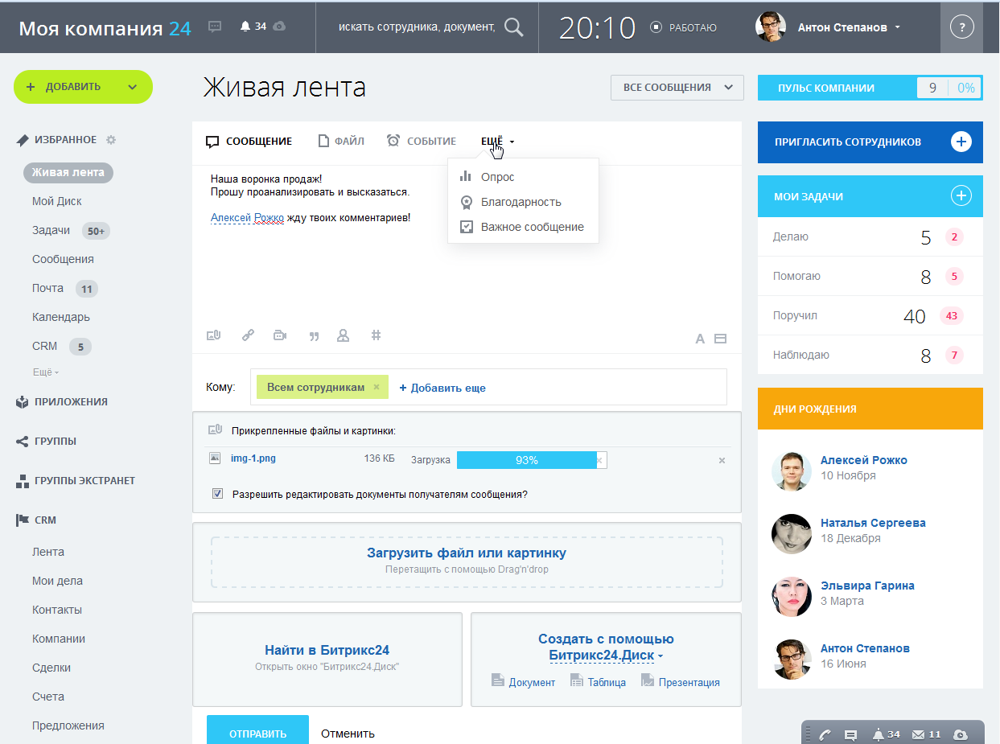 Моя компания 24
34
искать сотрудника, документ,
20:10
РАБОТАЮ
Антон Степанов
?
+ ДОБАВИТЬ
ИЗБРАННОЕ
Живая лента
Мой Диск
Задачи 50+
Сообщения
Почта 11
Календарь
CRM 5
Ещё
ПРИЛОЖЕНИЯ
ГРУППЫ
ГРУППЫ ЭКСТРАНЕТ
CRM
Лента
Мои дела
Контакты
Компании
Сделки
Счета
Предложения
Живая лента
ВСЕ СООБЩЕНИЯ
СООБЩЕНИЕ
ФАЙЛ
СОБЫТИЕ
ЕЩЁ
Опрос
Благодарность
Важное сообщение
Наша воронка продаж!
Прошу проанализировать и высказаться.
Алексей Рожко жду твоих комментариев!
A
Кому:
Всем сотрудникам ×
+ Добавить еще
Прикрепленные файлы и картинки:
img-1.png 136 КБ Загрузка 93%
Разрешить редактировать документы получателям сообщения?
Загрузить файл или картинку
Перетащить с помощью Drag'n'drop
Найти в Битрикс24
Открыть окно "Битрикс24.Диск"
Создать с помощью
Битрикс24.Диск
Документ
Таблица
Презентация
ОТПРАВИТЬ
Отменить
ПУЛЬС КОМПАНИИ 9 0%
ПРИГЛАСИТЬ СОТРУДНИКОВ +
МОИ ЗАДАЧИ +
Делаю 5 2
Помогаю 8 5
Поручил 40 43
Наблюдаю 8 7
ДНИ РОЖДЕНИЯ
Алексей Рожко
10 Ноября
Наталья Сергеева
18 Декабря
Эльвира Гарина
3 Марта
Антон Степанов
16 Июня
34
11